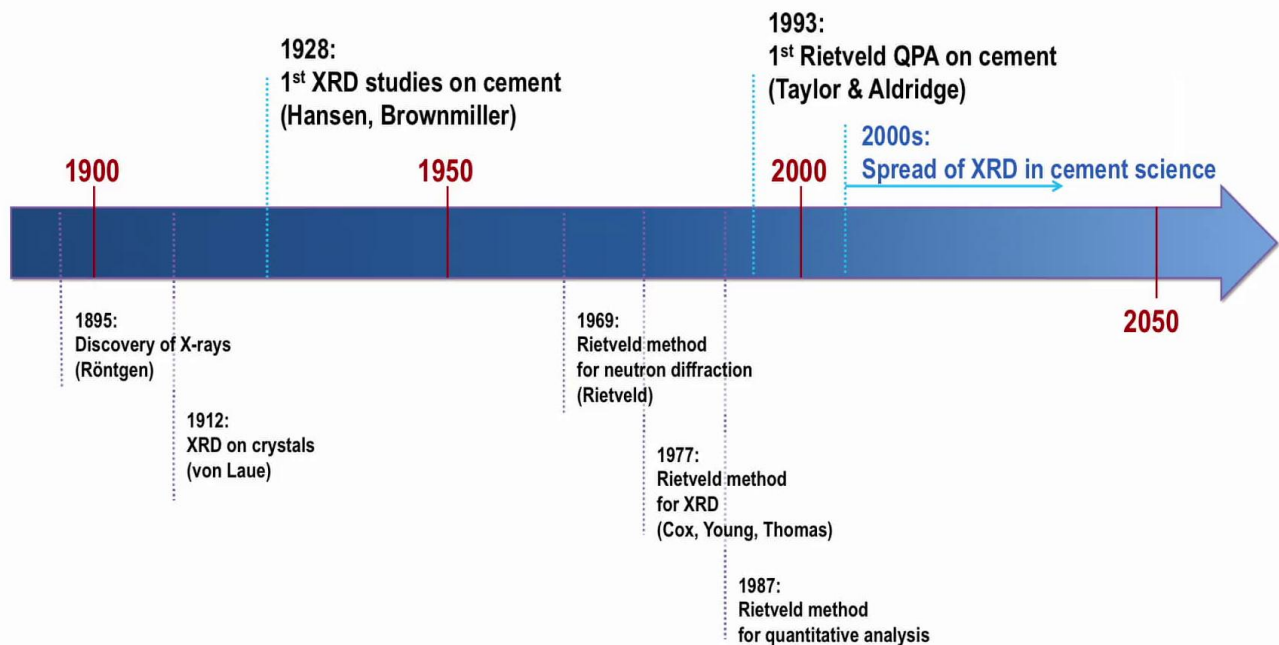 1928:
1st XRD studies on cement
(Hansen, Brownmiller)
1993:
1st Rietveld QPA on cement
(Taylor & Aldridge)
2000s:
Spread of XRD in cement science
1900
1950
2000
2050
1895:
Discovery of X-rays
(Röntgen)
1912:
XRD on crystals
(von Laue)
1969:
Rietveld method
for neutron diffraction
(Rietveld)
1977:
Rietveld method
for XRD
(Cox, Young, Thomas)
1987:
Rietveld method
for quantitative analysis